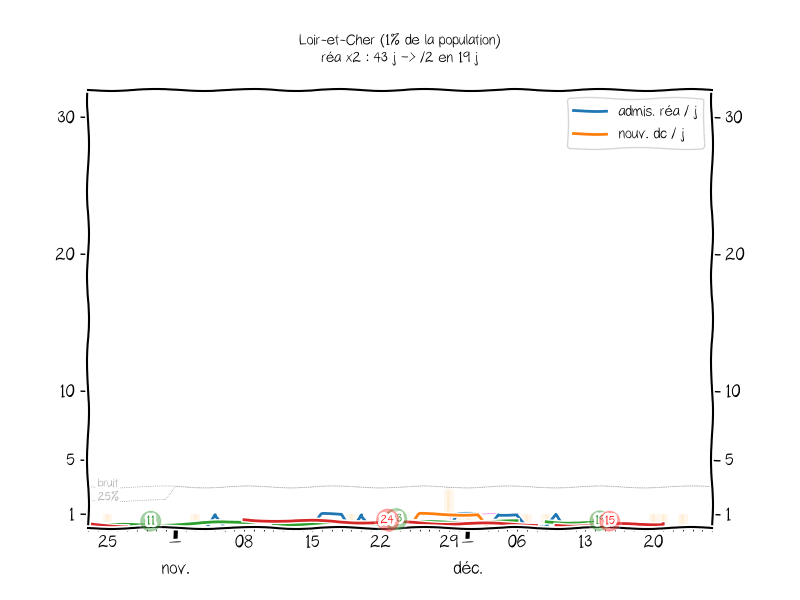 Loir-et-Cher (1% de la population)
réa x2 : 43 j -> /2 en 19 j
admis. réa / j
nouv. dc / j
30 30
20 20
10 10
5 5
bruit
25%
1 1
11 24 15
25 08 15 22 29 06 13 20
nov. déc.